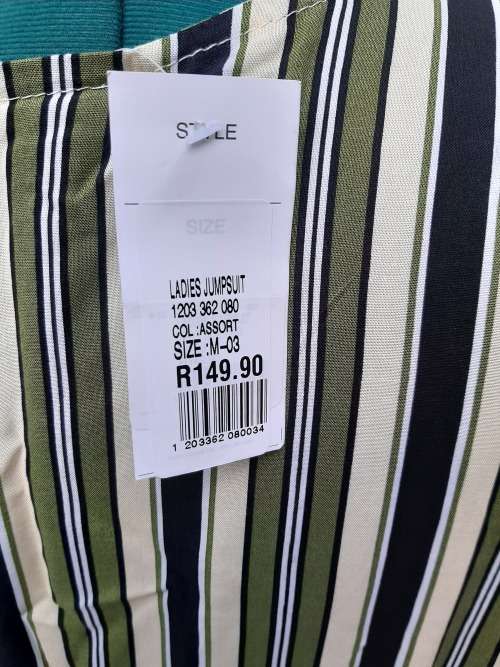 STYLE
SIZE
LADIES JUMPSUIT
1203 362 080
COL :ASSORT
SIZE :M-03
R149.90
1 203362 080034